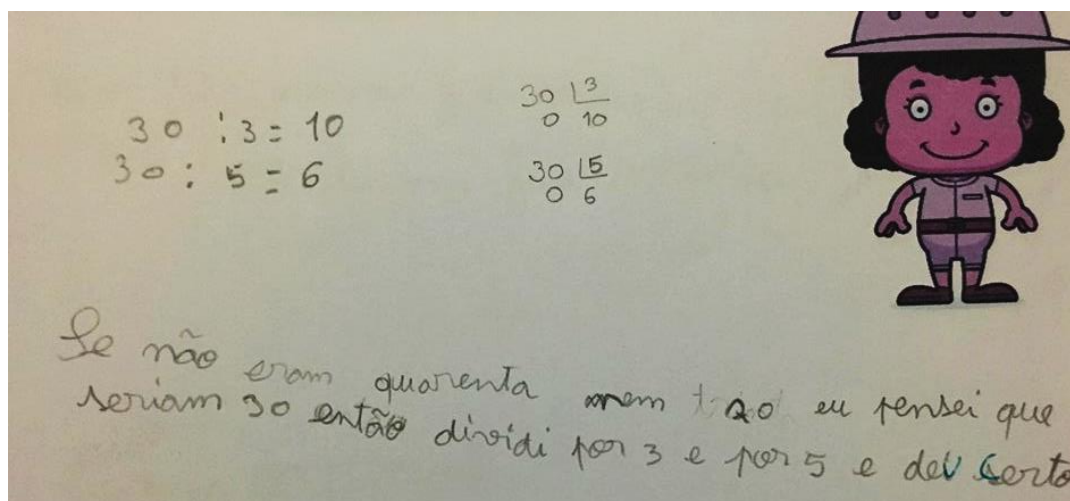 30 : 3 = 10
30 : 5 = 6
30 3
0 10
30 5
0 6
Se não eram quarenta nem 20 eu pensei que
seriam 30 então dividi por 3 e por 5 e deu certo